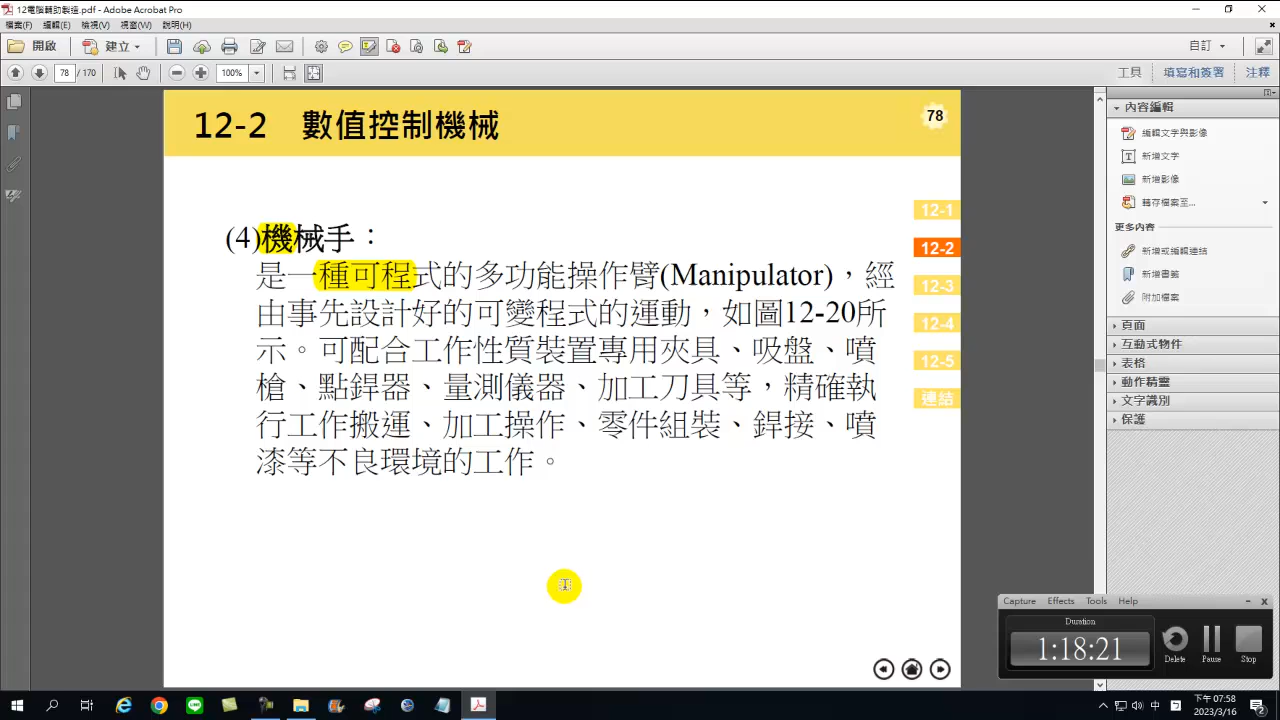 12電腦輔助製造.pdf - Adobe Acrobat Pro
檔案(F) 編輯(E) 檢視(V) 視窗(W) 說明(H)
開啟 建立 自訂
78 / 170 100% 工具 填寫和簽署 注釋
12-2 數值控制機械
78
(4)機械手：
是一種可程式的多功能操作臂(Manipulator)，經
由事先設計好的可變程式的運動，如圖12-20所
示。可配合工作性質裝置專用夾具、吸盤、噴
槍、點銲器、量測儀器、加工刀具等，精確執
行工作搬運、加工操作、零件組裝、銲接、噴
漆等不良環境的工作。
12-1
12-2
12-3
12-4
12-5
連結
內容編輯
編輯文字與影像
新增文字
新增影像
轉存檔案至...
更多內容
新增或編輯連結
新增書籤
附加檔案
頁面
互動式物件
表格
動作精靈
文字識別
保護
Capture Effects Tools Help
Duration
1:18:21
Delete Pause Stop
中
下午 07:58
2023/3/16
2